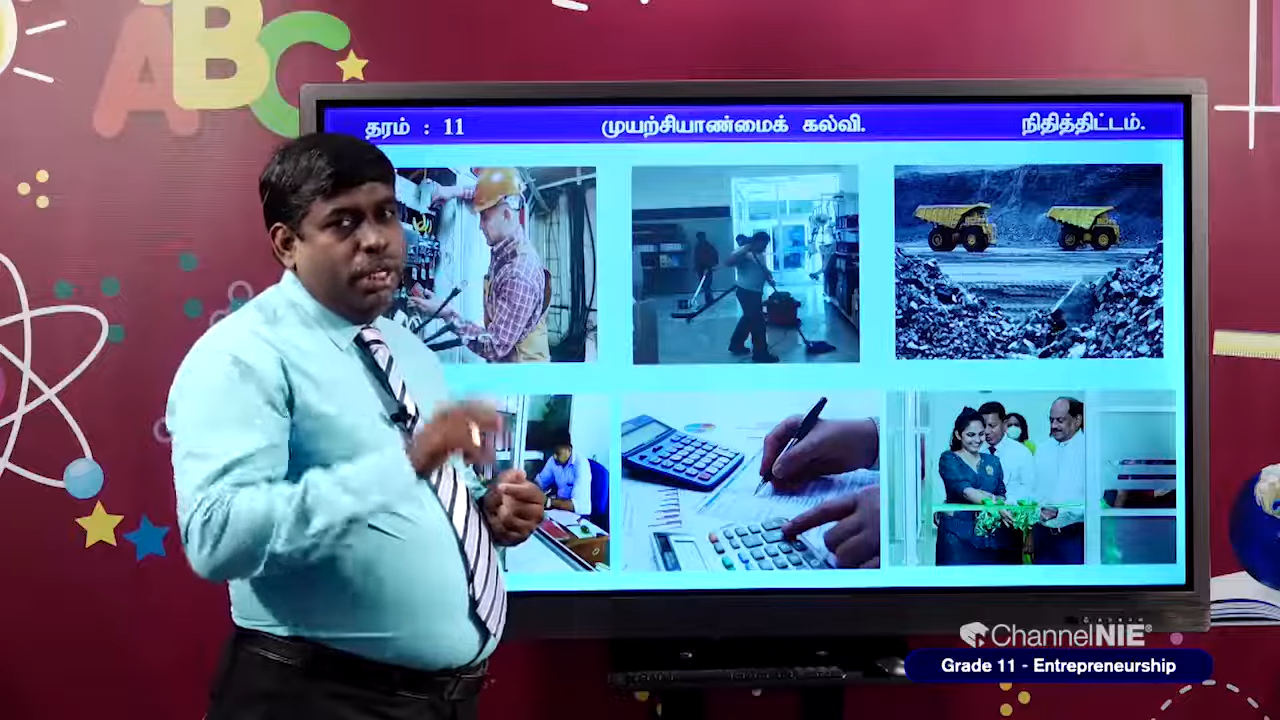 ABC
தரம் : 11 முயற்சியாண்மைக் கல்வி. நிதித்திட்டம்.
ChannelNIE®
Grade 11 - Entrepreneurship